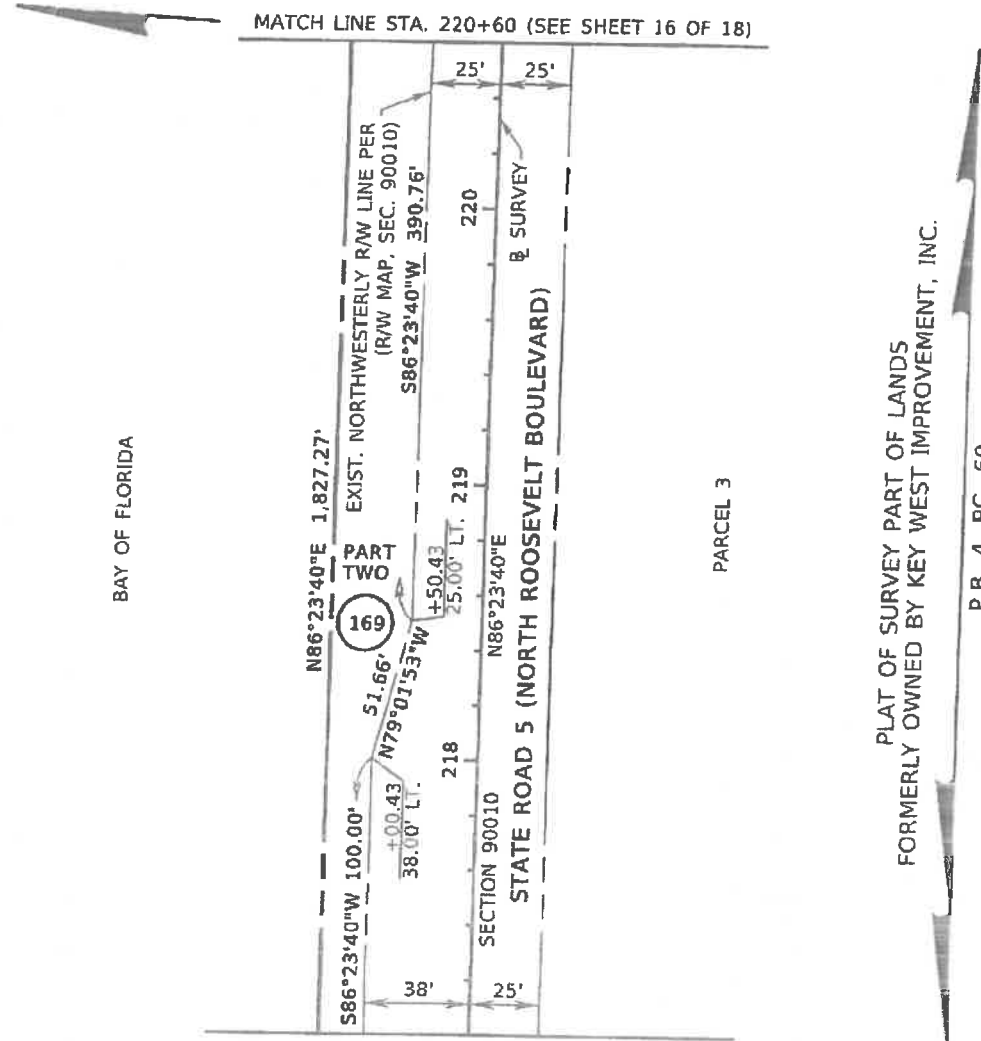 MATCH LINE STA. 220+60 (SEE SHEET 16 OF 18)
25'
25'
BAY OF FLORIDA
N86°23'40"E 1,827.27'
EXIST. NORTHWESTERLY R/W LINE PER
(R/W MAP, SEC. 90010)
S86°23'40"W 390.76'
220
℄ SURVEY
219
PART
TWO
169
+50.43
25.00' LT.
51.66'
N79°01'53"W
218
+00.43
38.00' LT.
S86°23'40"W 100.00'
N86°23'40"E
SECTION 90010
STATE ROAD 5 (NORTH ROOSEVELT BOULEVARD)
38'
25'
PARCEL 3
PLAT OF SURVEY PART OF LANDS
FORMERLY OWNED BY KEY WEST IMPROVEMENT, INC.